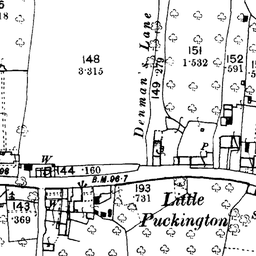 148
3·315
Denman's Lane
149
·279
151
1·532
152
·591
W
P
144 ·160
B.M.96·7
193
·731
Little
Puckington
143
·369
W